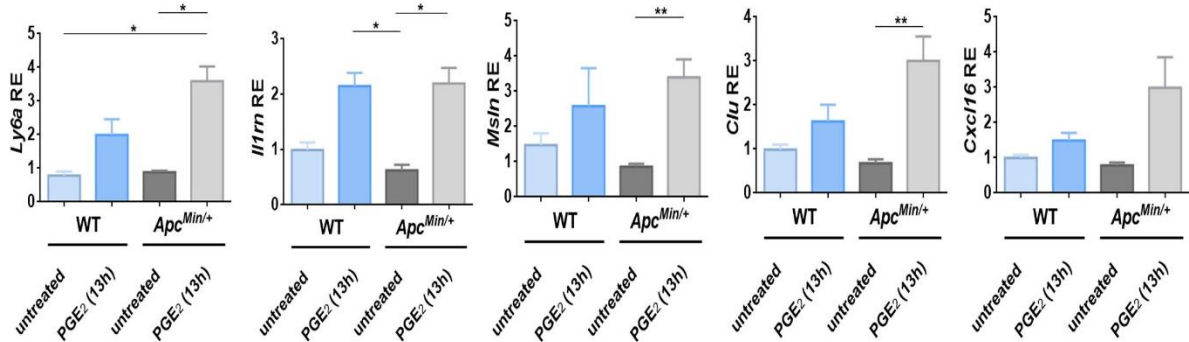 Ly6a RE
5
4
3
2
1
0
*
*
WT
Apc^Min/+
untreated
PGE₂ (13h)
untreated
PGE₂ (13h)
Il1rn RE
3
2
1
0
*
*
WT
Apc^Min/+
untreated
PGE₂ (13h)
untreated
PGE₂ (13h)
Msln RE
5
4
3
2
1
0
**
WT
Apc^Min/+
untreated
PGE₂ (13h)
untreated
PGE₂ (13h)
Clu RE
4
3
2
1
0
**
WT
Apc^Min/+
untreated
PGE₂ (13h)
untreated
PGE₂ (13h)
Cxcl16 RE
5
4
3
2
1
0
WT
Apc^Min/+
untreated
PGE₂ (13h)
untreated
PGE₂ (13h)